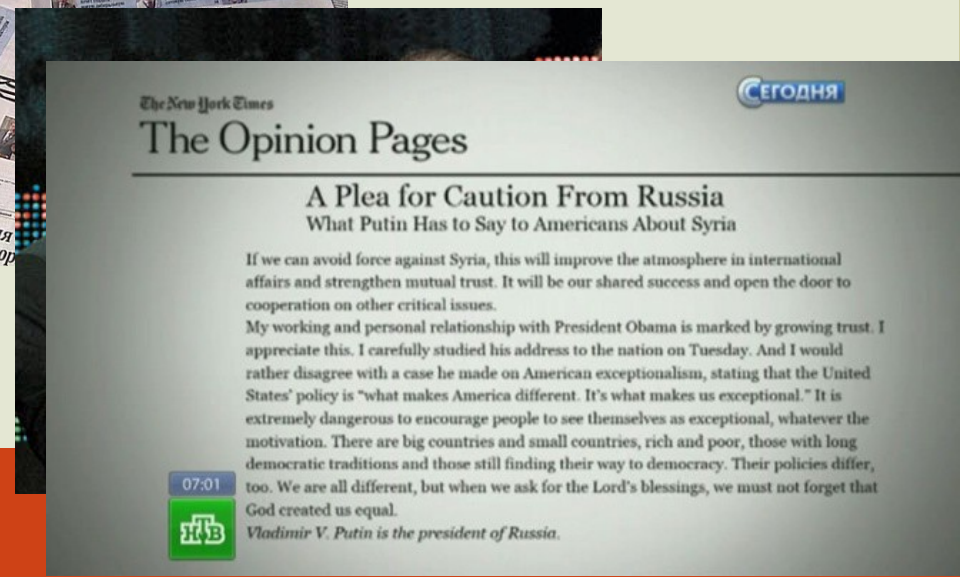 The New York Times
СЕГОДНЯ
The Opinion Pages
A Plea for Caution From Russia
What Putin Has to Say to Americans About Syria
If we can avoid force against Syria, this will improve the atmosphere in international
affairs and strengthen mutual trust. It will be our shared success and open the door to
cooperation on other critical issues.
My working and personal relationship with President Obama is marked by growing trust. I
appreciate this. I carefully studied his address to the nation on Tuesday. And I would
rather disagree with a case he made on American exceptionalism, stating that the United
States' policy is “what makes America different. It's what makes us exceptional.” It is
extremely dangerous to encourage people to see themselves as exceptional, whatever the
motivation. There are big countries and small countries, rich and poor, those with long
democratic traditions and those still finding their way to democracy. Their policies differ,
too. We are all different, but when we ask for the Lord's blessings, we must not forget that
God created us equal.
Vladimir V. Putin is the president of Russia.
07:01
НТВ